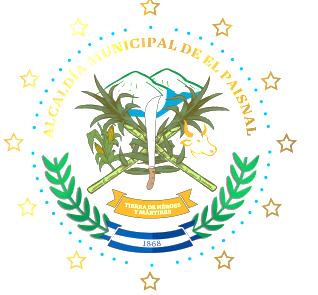 ALCALDÍA MUNICIPAL DE EL PAISNAL
TIERRA DE HÉROES
Y MÁRTIRES
1868